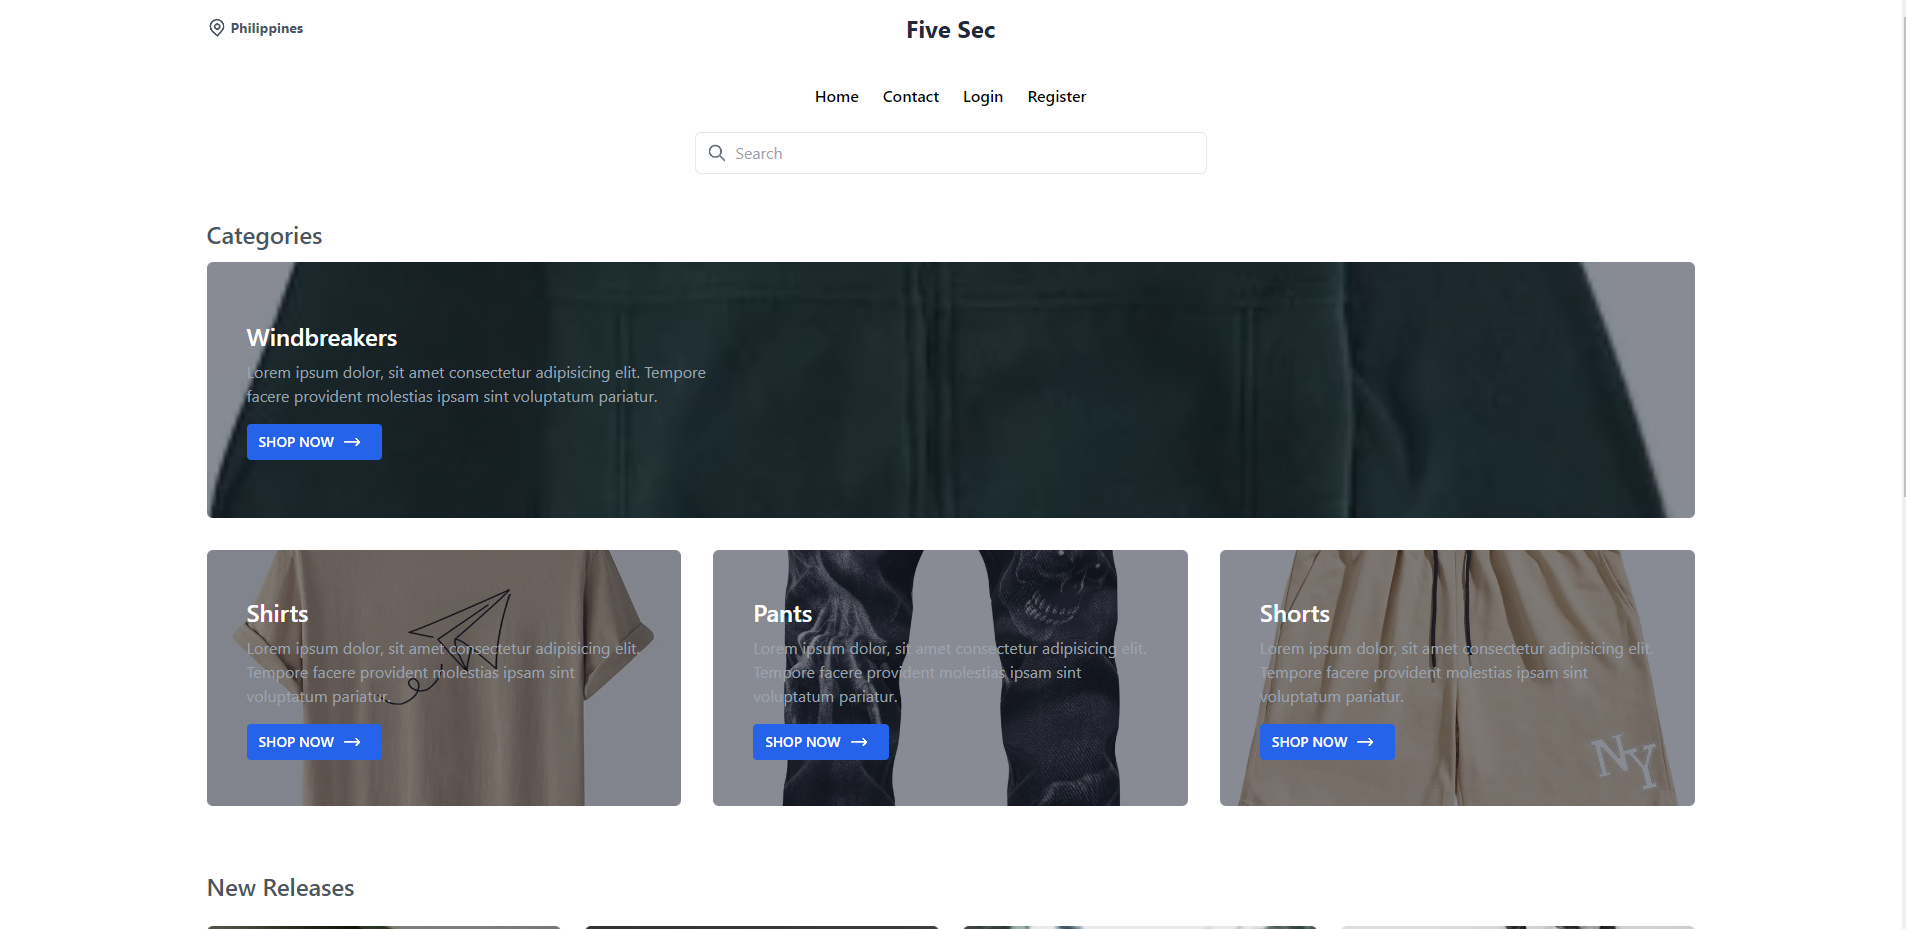 Philippines
Five Sec
Home Contact Login Register
Search
Categories
Windbreakers
Lorem ipsum dolor, sit amet consectetur adipisicing elit. Tempore
facere provident molestias ipsam sint voluptatum pariatur.
SHOP NOW
Shirts
Lorem ipsum dolor, sit amet consectetur adipisicing elit.
Tempore facere provident molestias ipsam sint
voluptatum pariatur.
SHOP NOW
Pants
Lorem ipsum dolor, sit amet consectetur adipisicing elit.
Tempore facere provident molestias ipsam sint
voluptatum pariatur.
SHOP NOW
Shorts
Lorem ipsum dolor, sit amet consectetur adipisicing elit.
Tempore facere provident molestias ipsam sint
voluptatum pariatur.
SHOP NOW
NY
New Releases